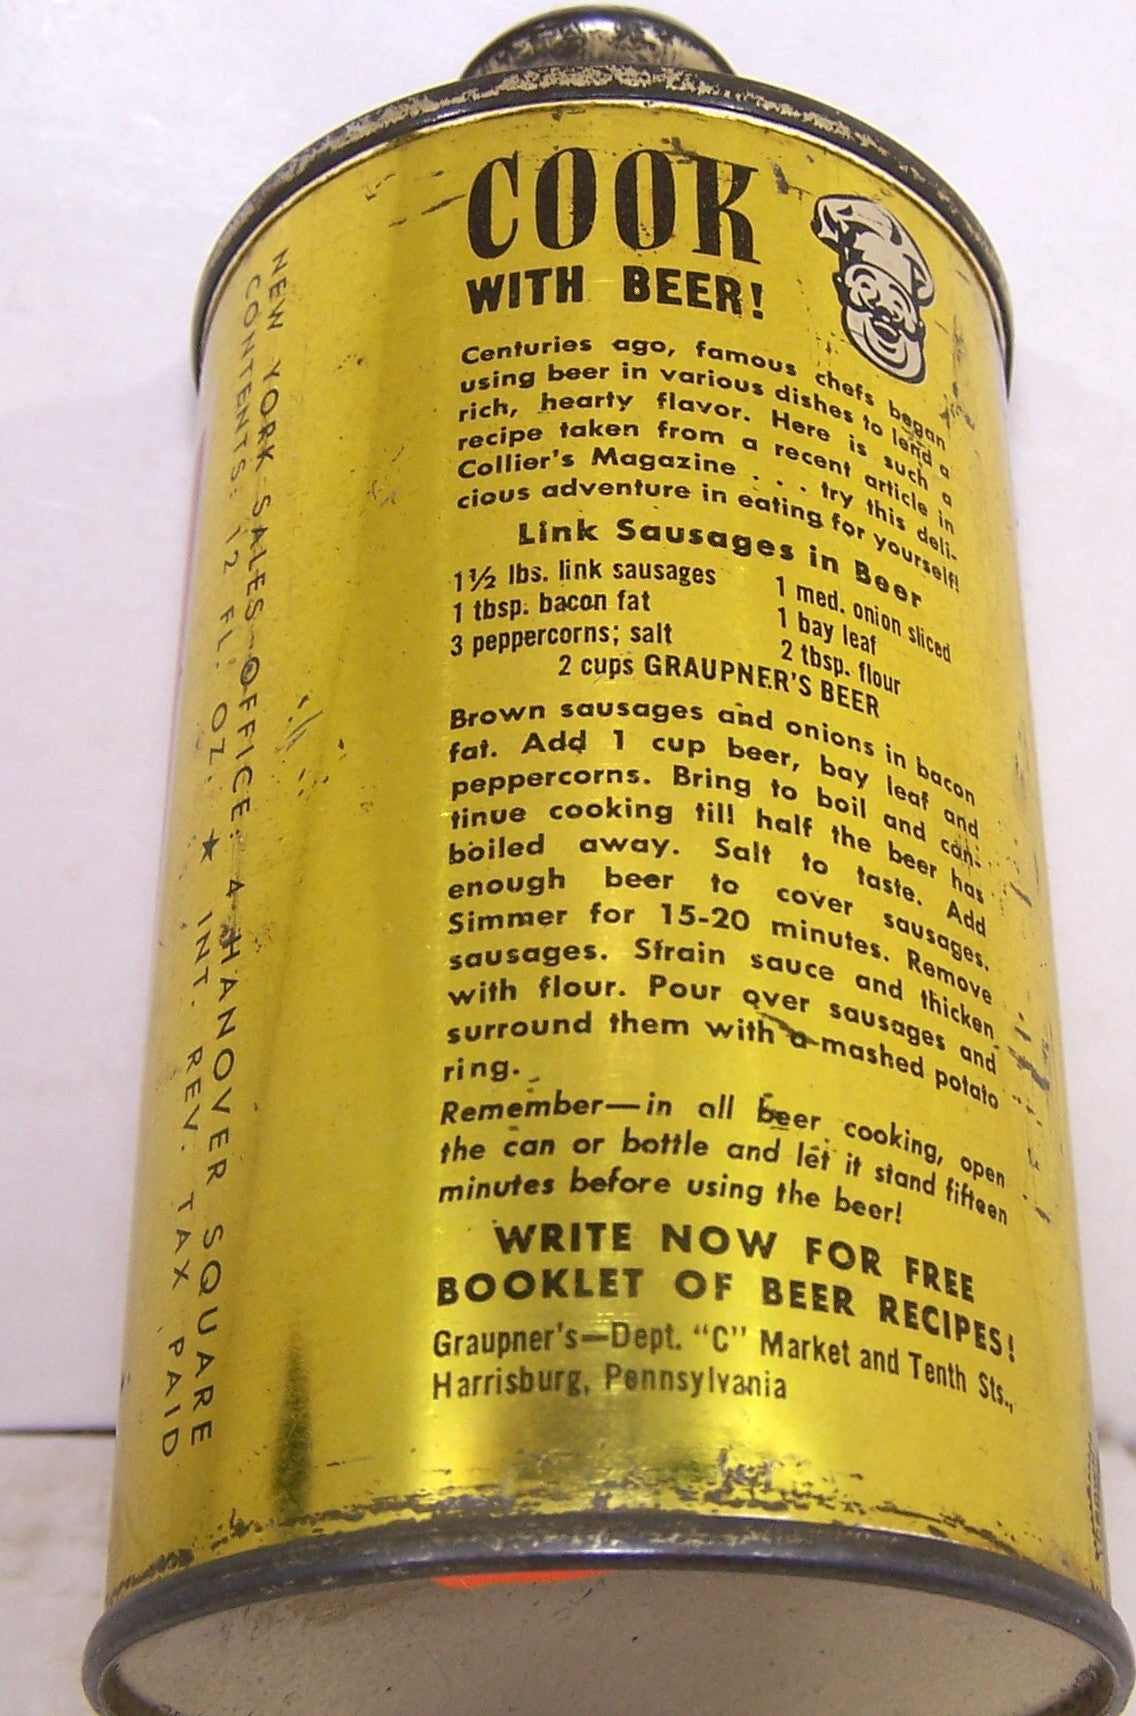 COOK
WITH BEER!
Centuries ago, famous chefs began
using beer in various dishes to lend a
rich, hearty flavor. Here is such a
recipe taken from a recent article in
Collier's Magazine . . . try this deli-
cious adventure in eating for yourself!
Link Sausages in Beer
1½ lbs. link sausages 1 med. onion sliced
1 tbsp. bacon fat 1 bay leaf
3 peppercorns; salt 2 tbsp. flour
2 cups GRAUPNER'S BEER
Brown sausages and onions in bacon
fat. Add 1 cup beer, bay leaf and
peppercorns. Bring to boil and con-
tinue cooking till half the beer has
boiled away. Salt to taste. Add
enough beer to cover sausages.
Simmer for 15-20 minutes. Remove
sausages. Strain sauce and thicken
with flour. Pour over sausages and
surround them with a mashed potato
ring.
Remember—in all beer cooking, open
the can or bottle and let it stand fifteen
minutes before using the beer!
WRITE NOW FOR FREE
BOOKLET OF BEER RECIPES!
Graupner's—Dept. "C" Market and Tenth Sts.,
Harrisburg, Pennsylvania
NEW YORK SALES OFFICE: 4 HANOVER SQUARE
CONTENTS: 12 FL. OZ. ★ INT. REV. TAX PAID